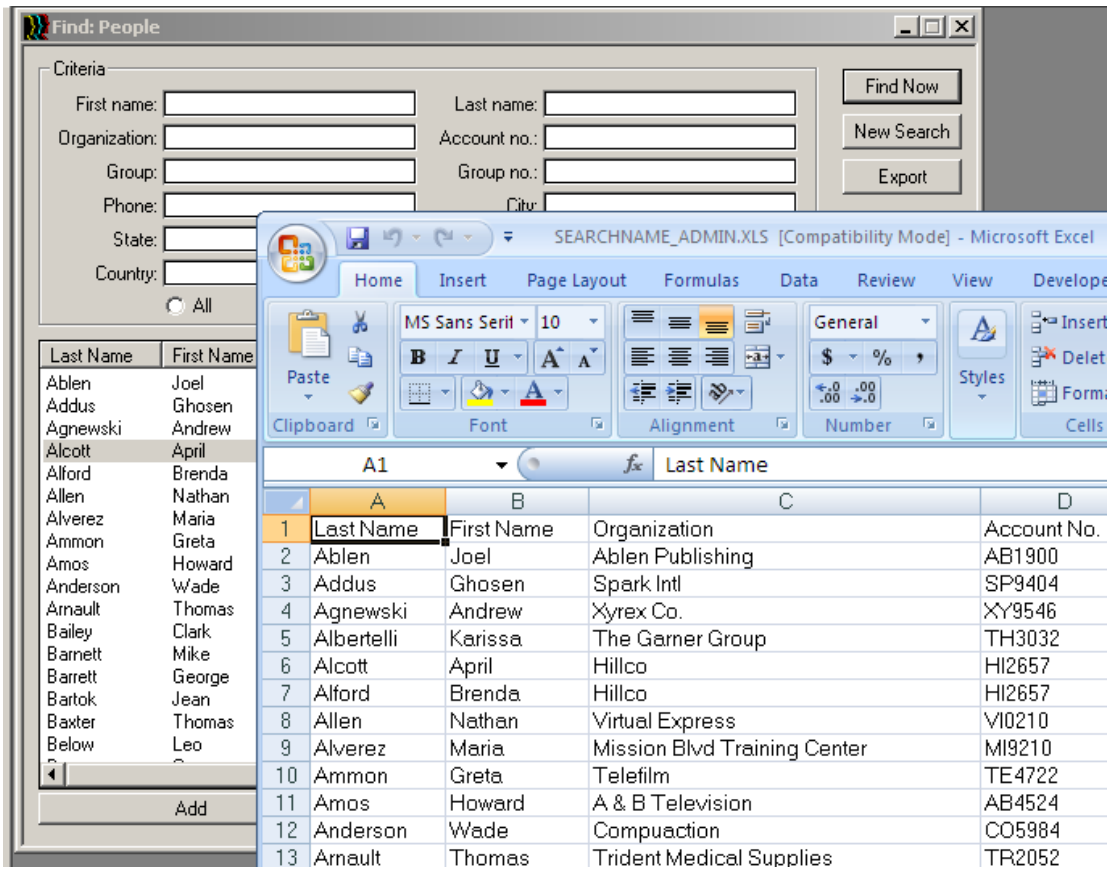 Find: People
Criteria
First name: Last name: Find Now
Organization: Account no.: New Search
Group: Group no.: Export
Phone: City:
State:
Country:
All
Last Name First Name
Ablen Joel
Addus Ghosen
Agnewski Andrew
Alcott April
Alford Brenda
Allen Nathan
Alverez Maria
Ammon Greta
Amos Howard
Anderson Wade
Arnault Thomas
Bailey Clark
Barnett Mike
Barrett George
Bartok Jean
Baxter Thomas
Below Leo
Add
SEARCHNAME_ADMIN.XLS [Compatibility Mode] - Microsoft Excel
Home Insert Page Layout Formulas Data Review View Develope
MS Sans Serif 10 General Insert
B I U A A $ % , Delet
Paste A .0 .00 .00 .0 Styles Forma
Clipboard Font Alignment Number Cells
A1 fx Last Name
A B C D
1 Last Name First Name Organization Account No.
2 Ablen Joel Ablen Publishing AB1900
3 Addus Ghosen Spark Intl SP9404
4 Agnewski Andrew Xyrex Co. XY9546
5 Albertelli Karissa The Garner Group TH3032
6 Alcott April Hillco HI2657
7 Alford Brenda Hillco HI2657
8 Allen Nathan Virtual Express VI0210
9 Alverez Maria Mission Blvd Training Center MI9210
10 Ammon Greta Telefilm TE4722
11 Amos Howard A & B Television AB4524
12 Anderson Wade Compuaction CO5984
13 Arnault Thomas Trident Medical Supplies TR2052